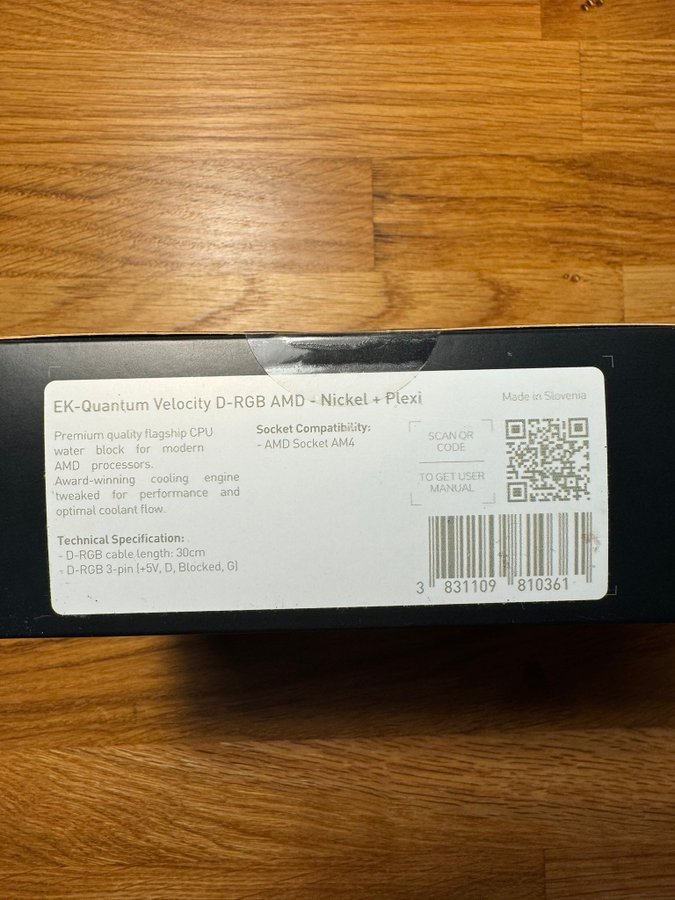 EK-Quantum Velocity D-RGB AMD - Nickel + Plexi
Made in Slovenia
Premium quality flagship CPU
water block for modern
AMD processors.
Award-winning cooling engine
tweaked for performance and
optimal coolant flow.
Socket Compatibility:
- AMD Socket AM4
SCAN QR
CODE
TO GET USER
MANUAL
Technical Specification:
- D-RGB cable length: 30cm
- D-RGB 3-pin (+5V, D, Blocked, G)
3 831109 810361